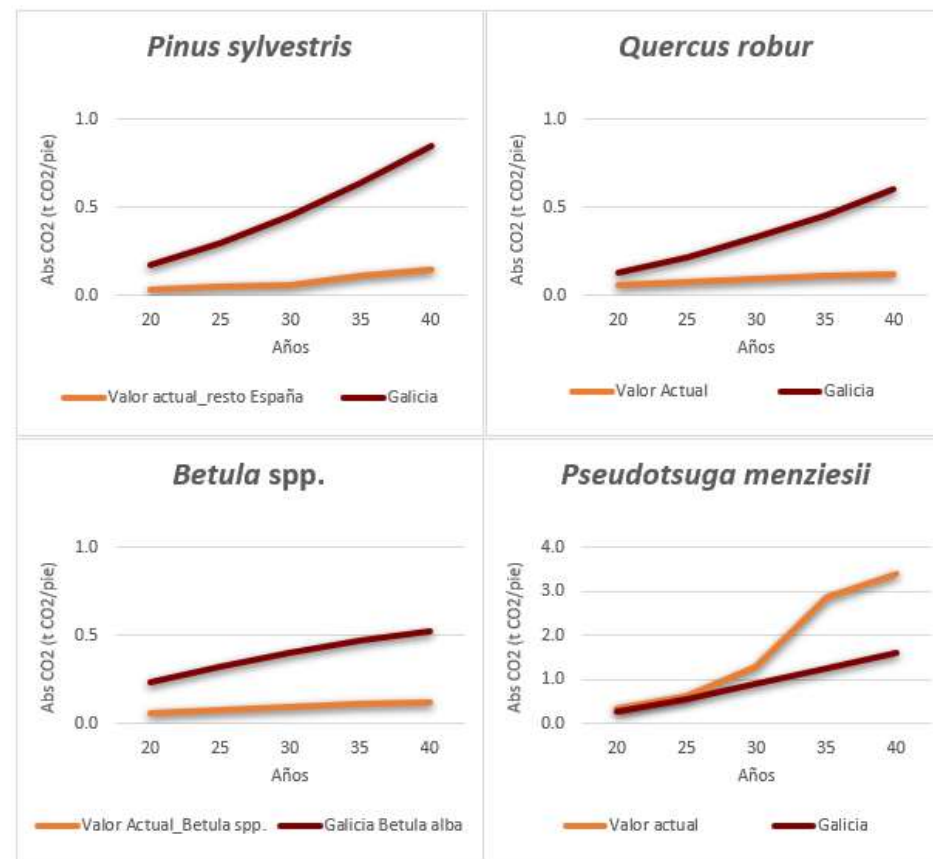 Pinus sylvestris
Abs CO2 (t CO2/pie)
1.0
0.5
0.0
20 25 30 35 40
Años
Valor actual_resto España Galicia
Quercus robur
Abs CO2 (t CO2/pie)
1.0
0.5
0.0
20 25 30 35 40
Años
Valor Actual Galicia
Betula spp.
Abs CO2 (t CO2/pie)
1.0
0.5
0.0
20 25 30 35 40
Años
Valor Actual_Betula spp. Galicia Betula alba
Pseudotsuga menziesii
Abs CO2 (t CO2/pie)
4.0
3.0
2.0
1.0
0.0
20 25 30 35 40
Años
Valor actual Galicia